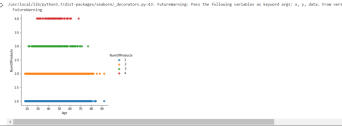 /usr/local/lib/python3.7/dist-packages/seaborn/_decorators.py:43: FutureWarning: Pass the following variables as keyword args: x, y, data. From vers
FutureWarning
4.0
3.5
3.0
2.5
2.0
1.5
1.0
NumOfProducts
20 30 40 50 60 70 80 90
Age
NumOfProducts
1
2
3
4